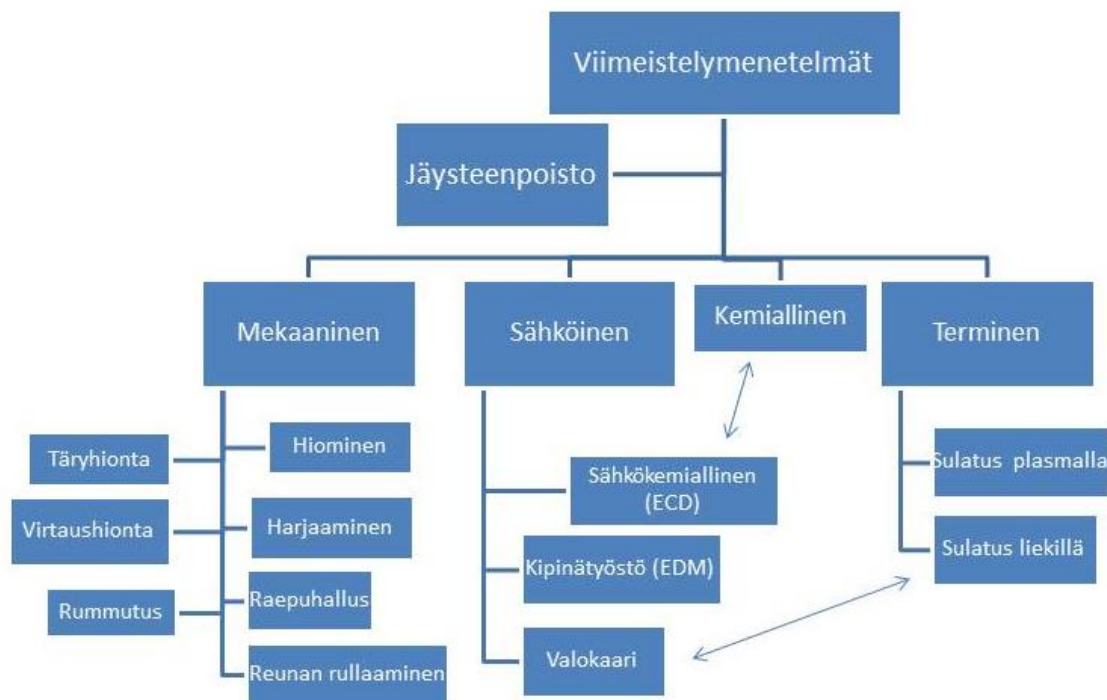 Viimeistelymenetelmät
Jäysteenpoisto
Mekaaninen
Sähköinen
Kemiallinen
Terminen
Täryhionta
Hiominen
Virtaushionta
Harjaaminen
Rummutus
Raepuhallus
Reunan rullaaminen
Sähkökemiallinen
(ECD)
Kipinätyöstö (EDM)
Valokaari
Sulatus plasmalla
Sulatus liekillä